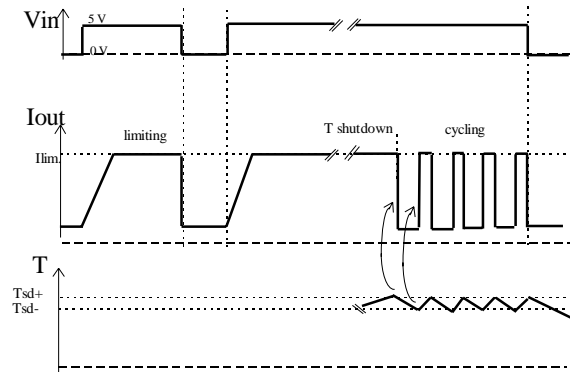 Vin
5 V
0 V
Iout
limiting
T shutdown
cycling
Ilim.
T
Tsd+
Tsd-